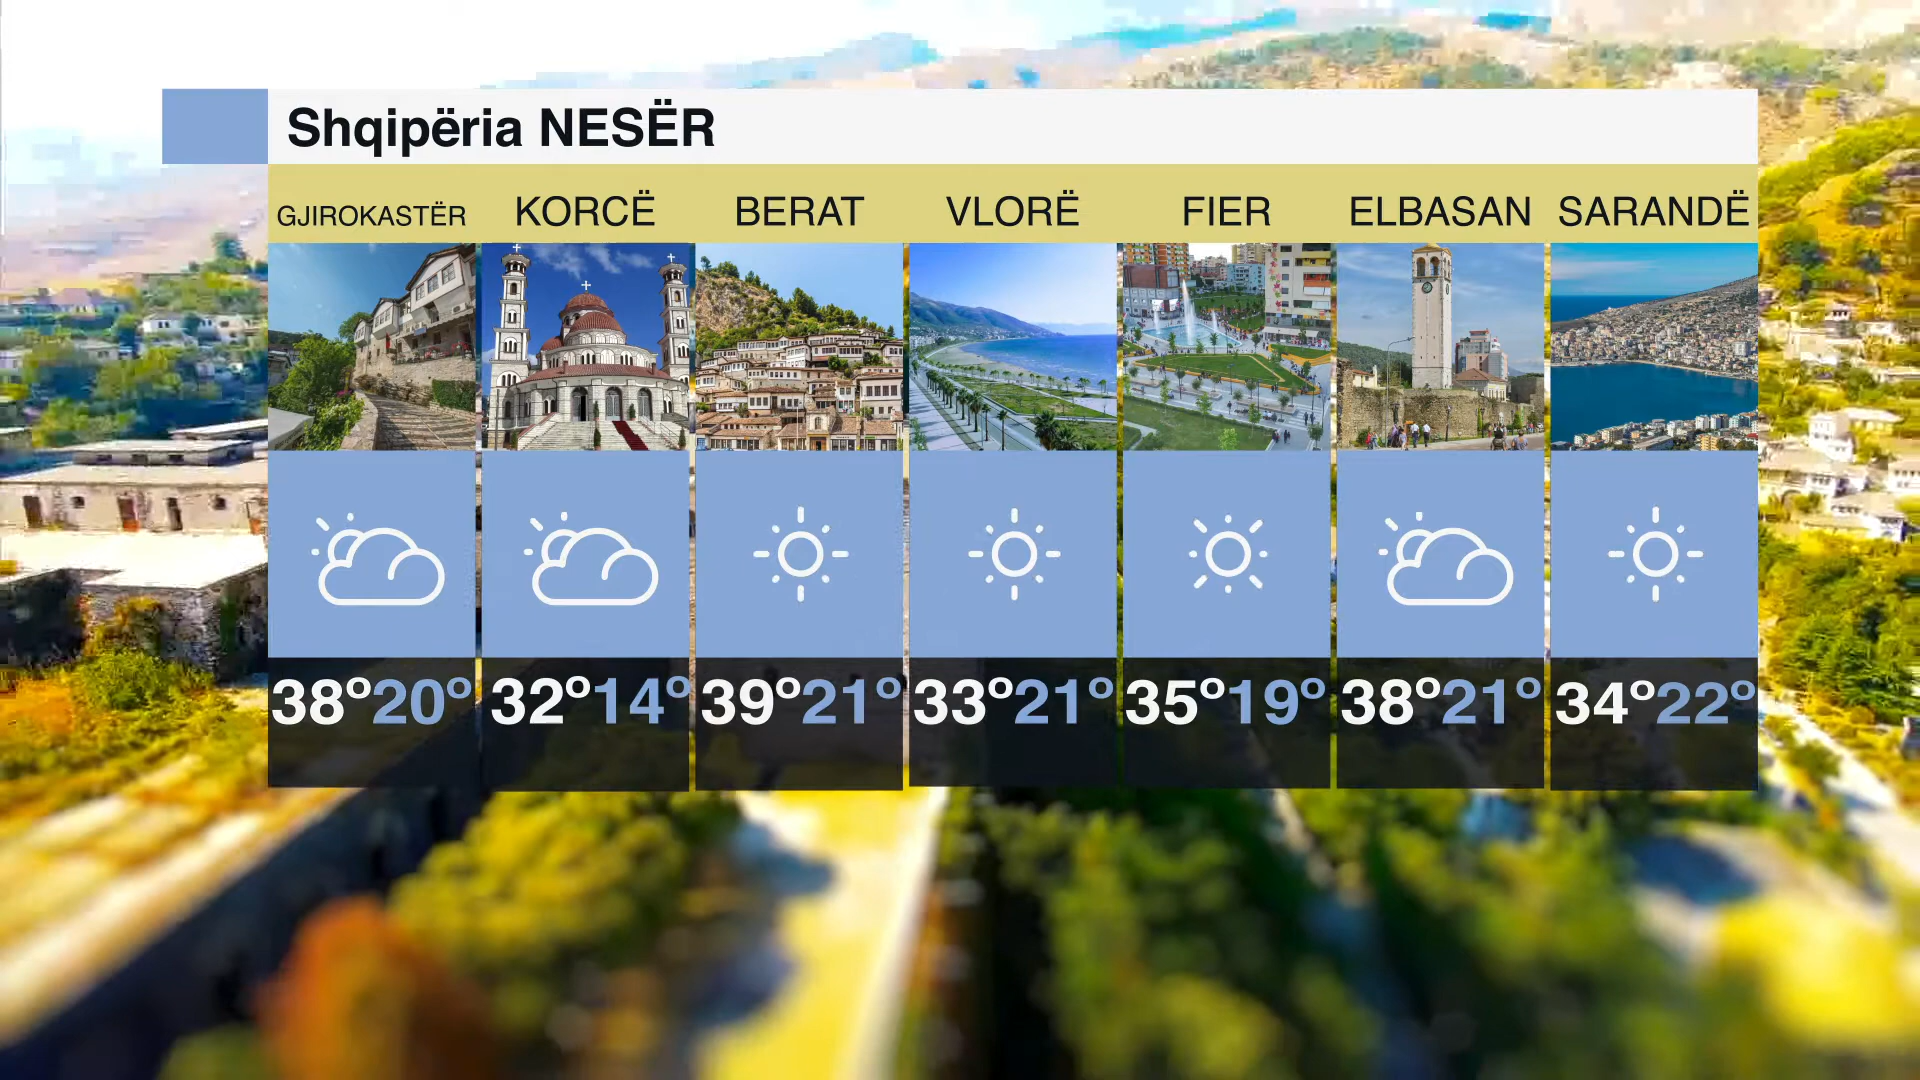 Shqipëria NESËR
GJIROKASTËR KORCË BERAT VLORË FIER ELBASAN SARANDË
38°20° 32°14° 39°21° 33°21° 35°19° 38°21° 34°22°